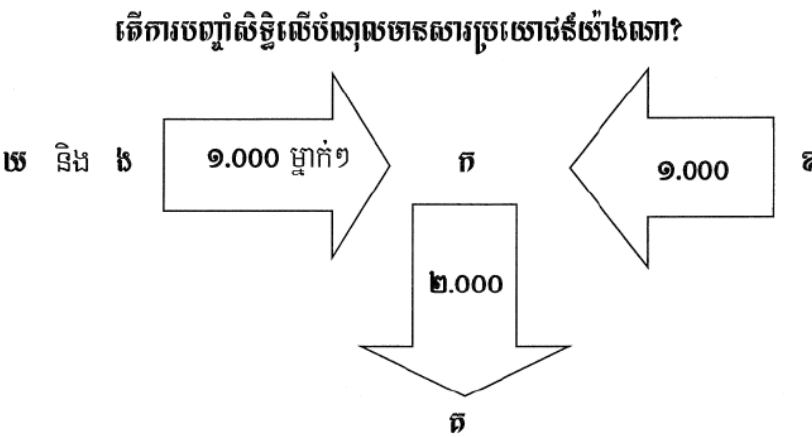 តើការបញ្ចាំសិទ្ធិលើបំណុលមានសារប្រយោជន៍យ៉ាងណា?
ឃ និង ង ១.០០០ ម្នាក់ៗ ក ១.០០០ ខ
២.០០០
គ